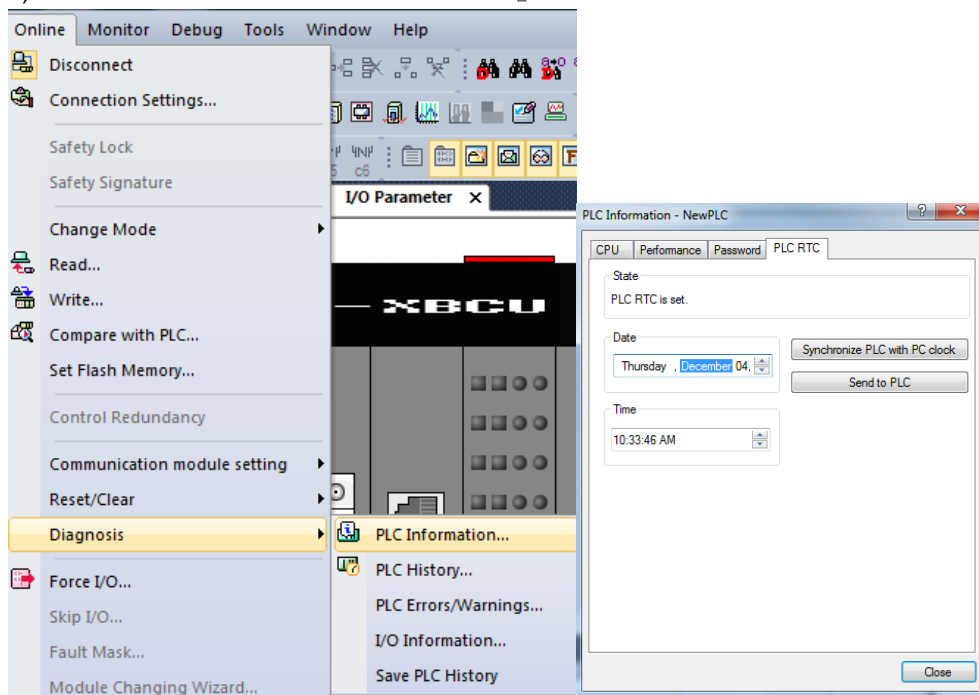 Online Monitor Debug Tools Window Help
Disconnect
Connection Settings...
Safety Lock
Safety Signature
I/O Parameter
Change Mode
Read...
Write...
Compare with PLC...
Set Flash Memory...
Control Redundancy
Communication module setting
Reset/Clear
Diagnosis
Force I/O...
Skip I/O...
Fault Mask...
Module Changing Wizard...
XBCU
PLC Information...
PLC History...
PLC Errors/Warnings...
I/O Information...
Save PLC History
PLC Information - NewPLC
CPU Performance Password PLC RTC
State
PLC RTC is set.
Date
Thursday , December 04,
Synchronize PLC with PC clock
Send to PLC
Time
10:33:46 AM
Close